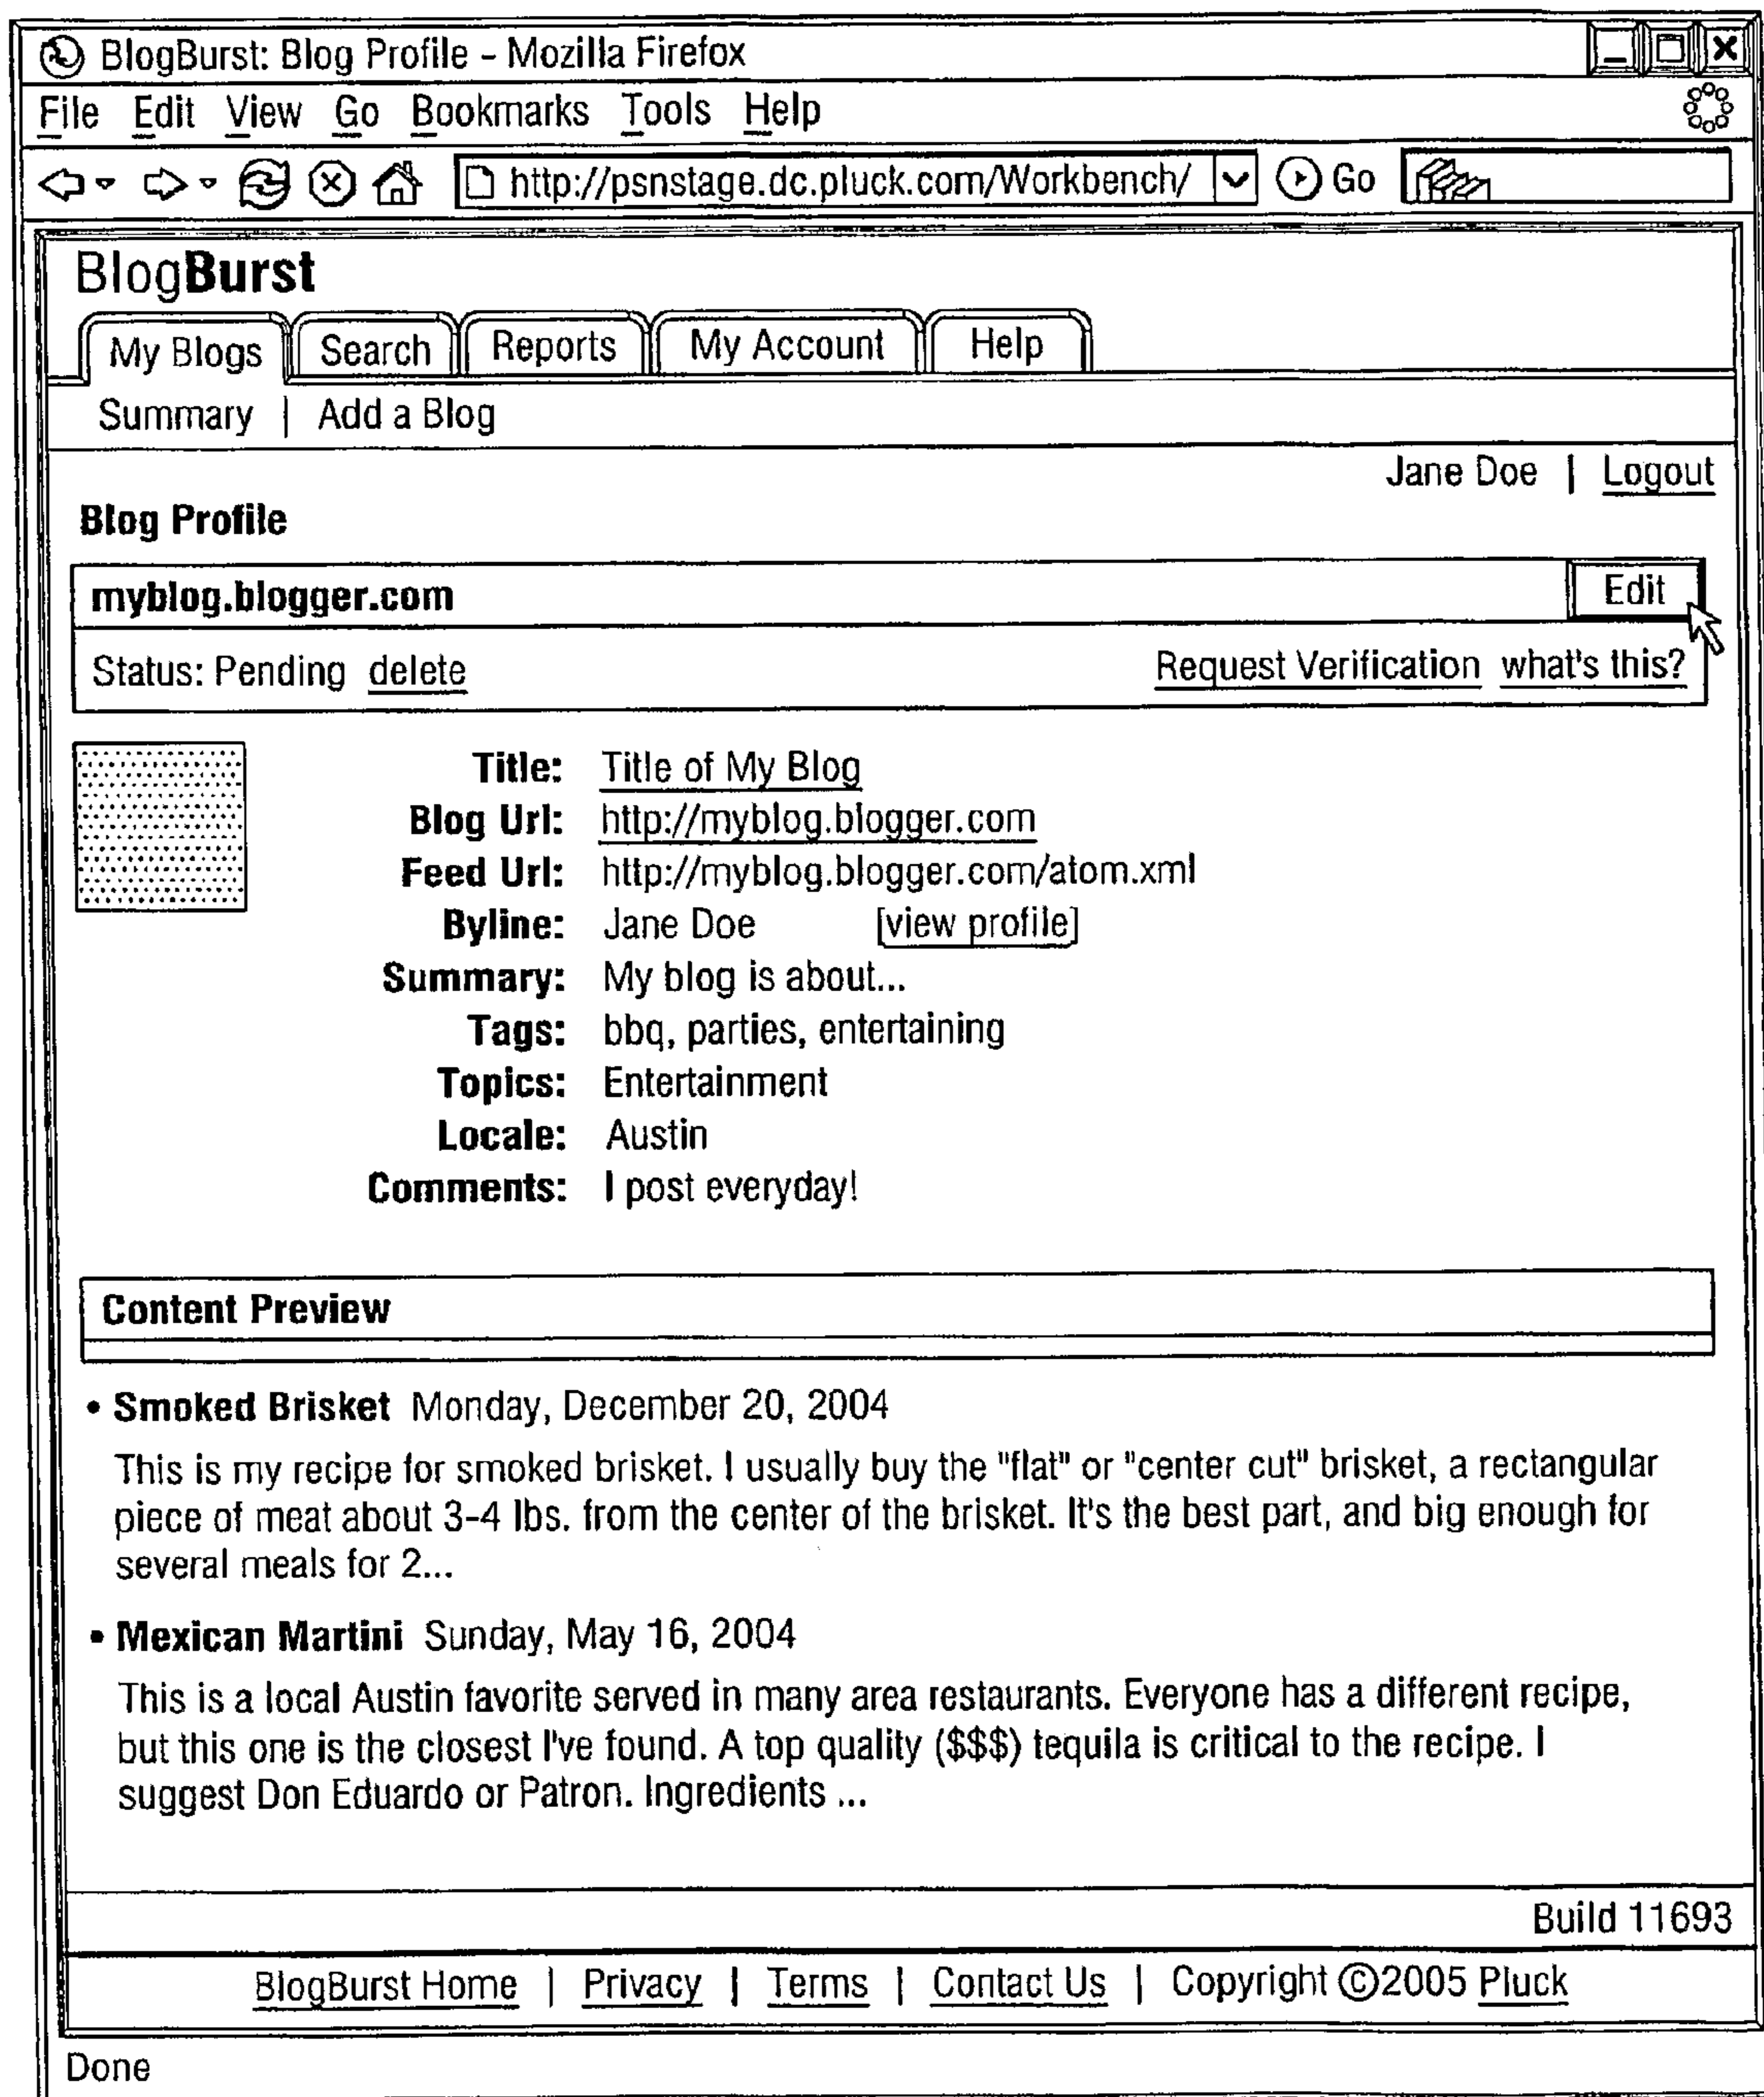 BlogBurst: Blog Profile - Mozilla Firefox
File Edit View Go Bookmarks Tools Help
http://psnstage.dc.pluck.com/Workbench/ Go
BlogBurst
My Blogs Search Reports My Account Help
Summary | Add a Blog
Jane Doe | Logout
Blog Profile
myblog.blogger.com Edit
Status: Pending delete Request Verification what's this?
Title: Title of My Blog
Blog Url: http://myblog.blogger.com
Feed Url: http://myblog.blogger.com/atom.xml
Byline: Jane Doe [view profile]
Summary: My blog is about...
Tags: bbq, parties, entertaining
Topics: Entertainment
Locale: Austin
Comments: I post everyday!
Content Preview
• Smoked Brisket Monday, December 20, 2004
This is my recipe for smoked brisket. I usually buy the "flat" or "center cut" brisket, a rectangular
piece of meat about 3-4 lbs. from the center of the brisket. It's the best part, and big enough for
several meals for 2...
• Mexican Martini Sunday, May 16, 2004
This is a local Austin favorite served in many area restaurants. Everyone has a different recipe,
but this one is the closest I've found. A top quality ($$$) tequila is critical to the recipe. I
suggest Don Eduardo or Patron. Ingredients ...
Build 11693
BlogBurst Home | Privacy | Terms | Contact Us | Copyright ©2005 Pluck
Done